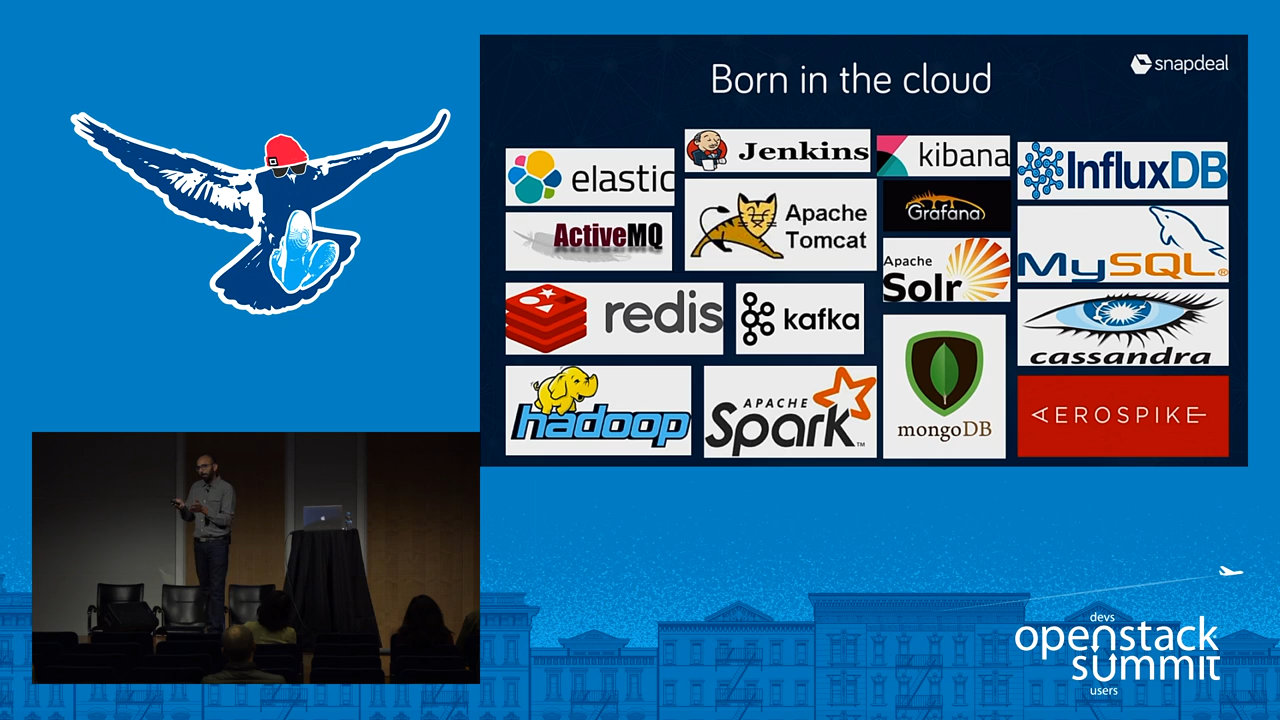 Born in the cloud
snapdeal
elastic
Jenkins
kibana
InfluxDB
ActiveMQ
Apache
Tomcat
Grafana
MySQL®
Apache
Solr
redis
kafka
cassandra
hadoop
APACHE
Spark™
mongoDB
AEROSPIKE
devs
openstack
summit
users